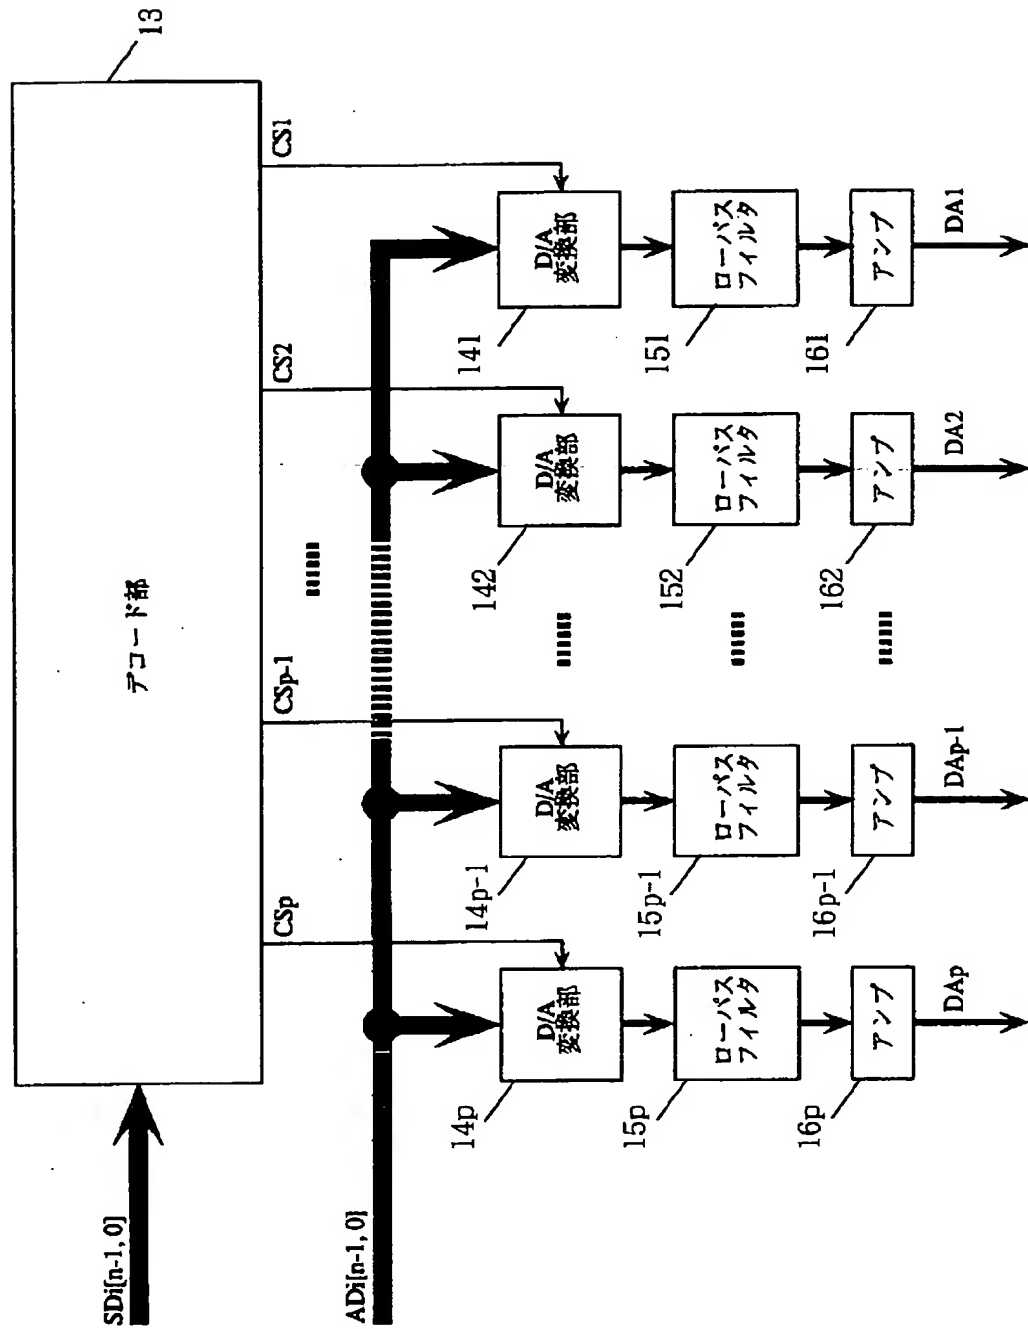 13
デコード部
SDi[n-1, 0]
CSp
CSp-1
CS2
CS1
ADi[n-1, 0]
D/A
変換部
D/A
変換部
D/A
変換部
D/A
変換部
14p
14p-1
142
141
ローパス
フィルタ
ローパス
フィルタ
ローパス
フィルタ
ローパス
フィルタ
15p
15p-1
152
151
アンプ
アンプ
アンプ
アンプ
16p
16p-1
162
161
DAp
DAp-1
DA2
DA1